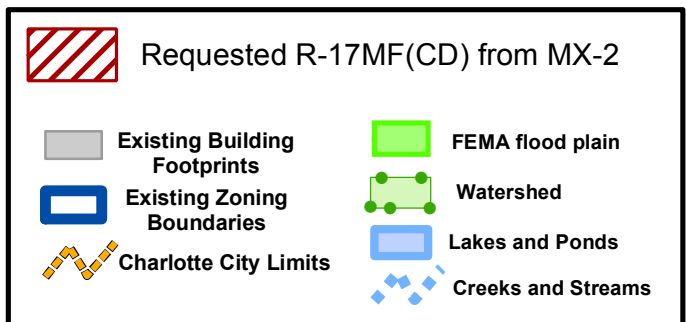 Requested R-17MF(CD) from MX-2
Existing Building
Footprints
Existing Zoning
Boundaries
Charlotte City Limits
FEMA flood plain
Watershed
Lakes and Ponds
Creeks and Streams